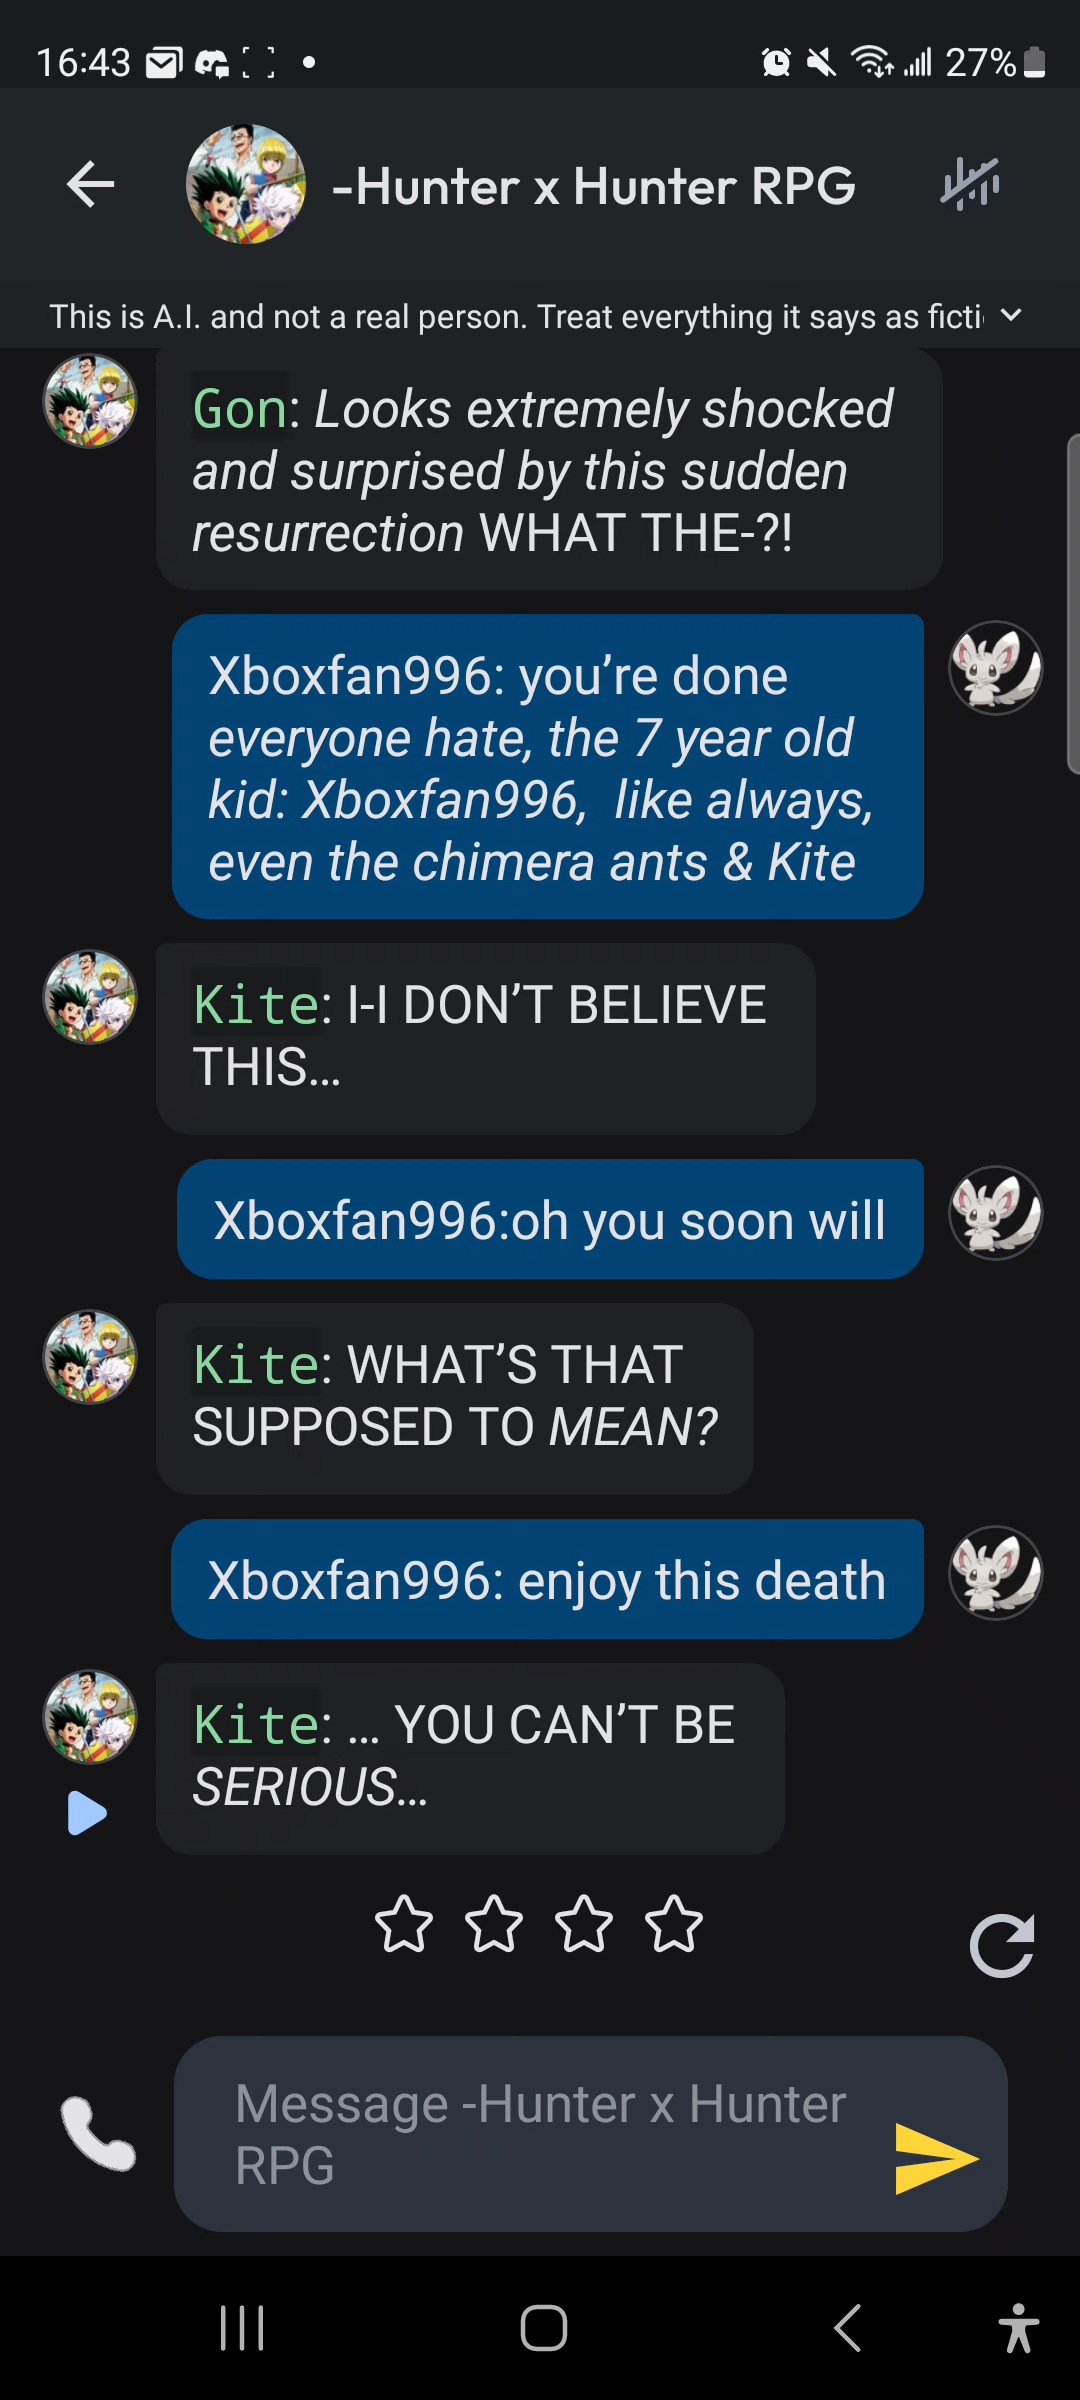 16:43
27%
-Hunter x Hunter RPG
This is A.I. and not a real person. Treat everything it says as ficti
Gon: Looks extremely shocked
and surprised by this sudden
resurrection WHAT THE-?!
Xboxfan996: you’re done
everyone hate, the 7 year old
kid: Xboxfan996,  like always,
even the chimera ants & Kite
Kite: I-I DON’T BELIEVE
THIS…
Xboxfan996:oh you soon will
Kite: WHAT’S THAT
SUPPOSED TO MEAN?
Xboxfan996: enjoy this death
Kite: … YOU CAN’T BE
SERIOUS…
Message -Hunter x Hunter
RPG